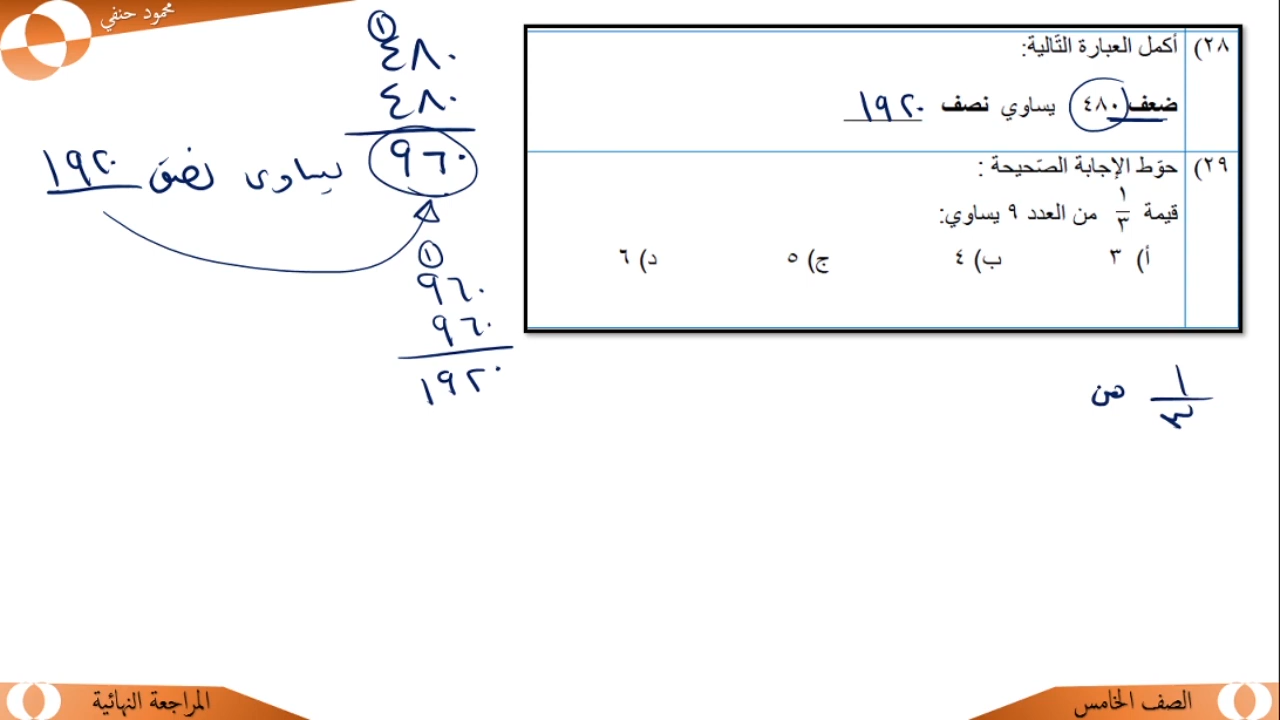 محمود حنفي
٢٨) أكمل العبارة التّالية:
ضعف ٤٨٠ يساوي نصف ١٩٢٠
٢٩) حوّط الإجابة الصّحيحة :
قيمة ١/٣ من العدد ٩ يساوي:
أ) ٣ ب) ٤ ج) ٥ د) ٦
١/٣ من
١
٤٨٠
٤٨٠
٩٦٠ يساوى نصف ١٩٢٠
١
٩٦٠
٩٦٠
١٩٢٠
الصف الخامس
المراجعة النهائية